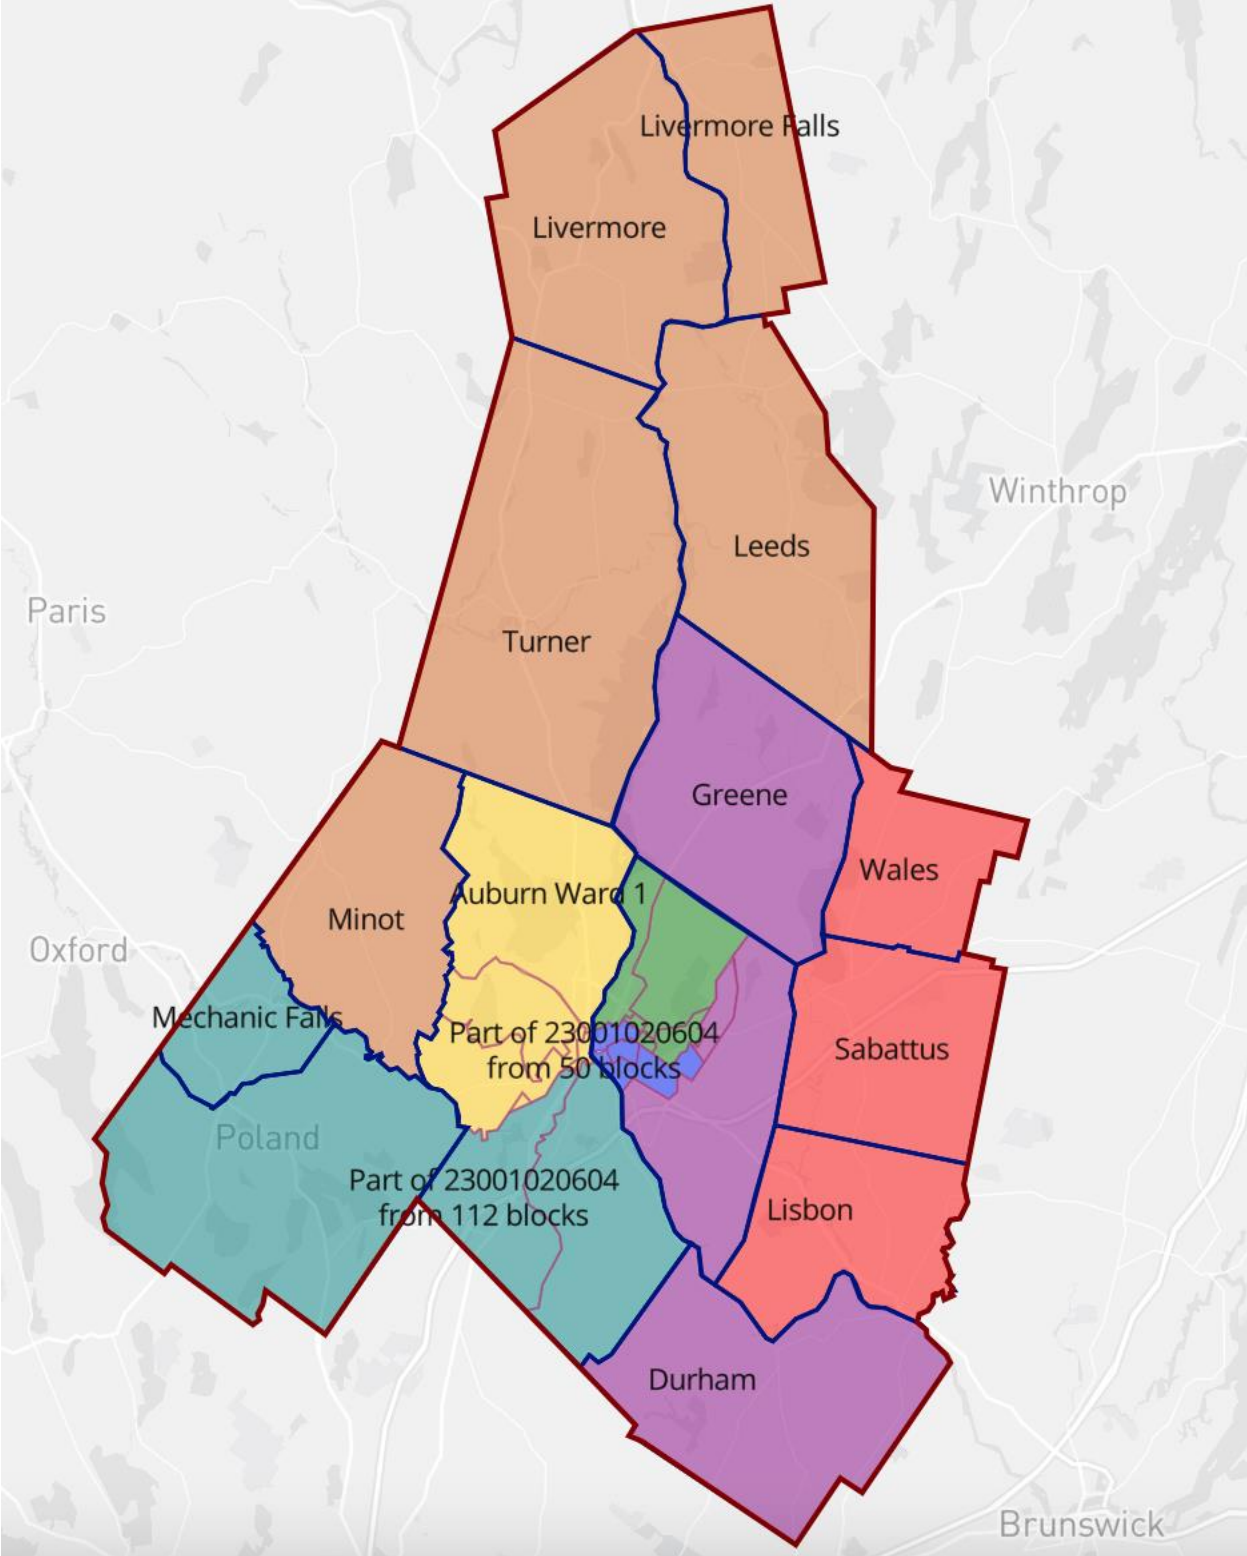 Livermore Falls
Livermore
Winthrop
Leeds
Paris
Turner
Greene
Wales
Auburn Ward 1
Minot
Oxford
Mechanic Falls
Part of 23001020604
from 50 blocks
Sabattus
Poland
Part of 23001020604
from 112 blocks
Lisbon
Durham
Brunswick